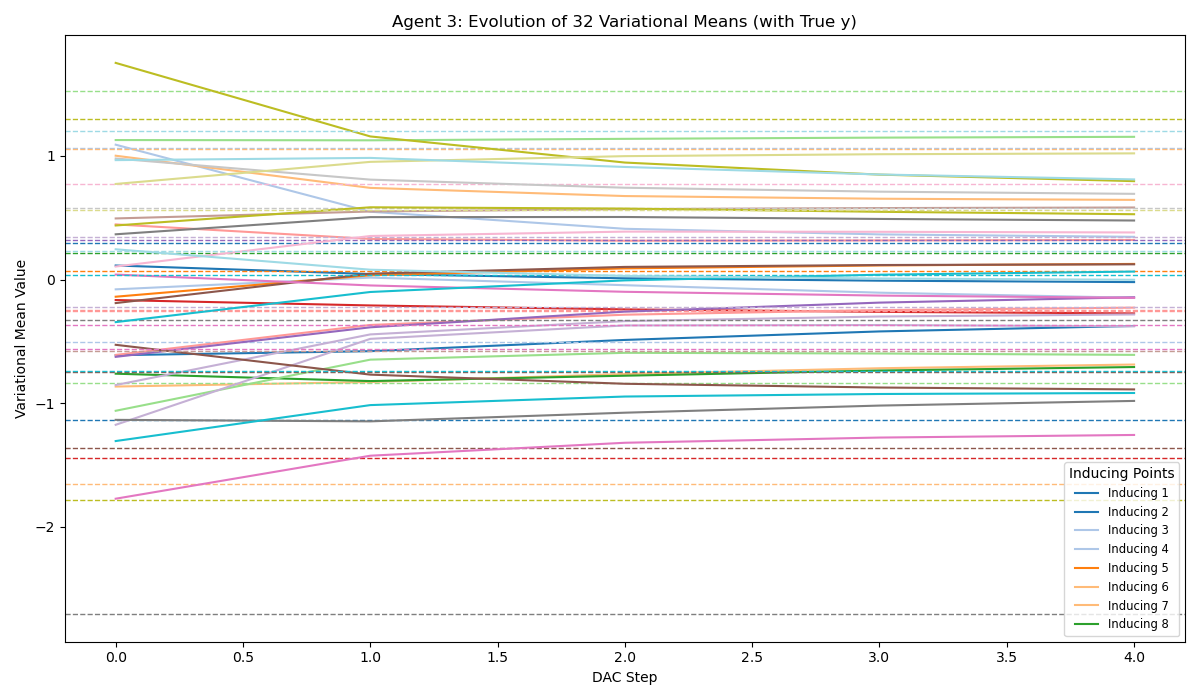 Agent 3: Evolution of 32 Variational Means (with True y)
Variational Mean Value
1
0
−1
−2
Inducing Points
Inducing 1
Inducing 2
Inducing 3
Inducing 4
Inducing 5
Inducing 6
Inducing 7
Inducing 8
0.0 0.5 1.0 1.5 2.0 2.5 3.0 3.5 4.0
DAC Step